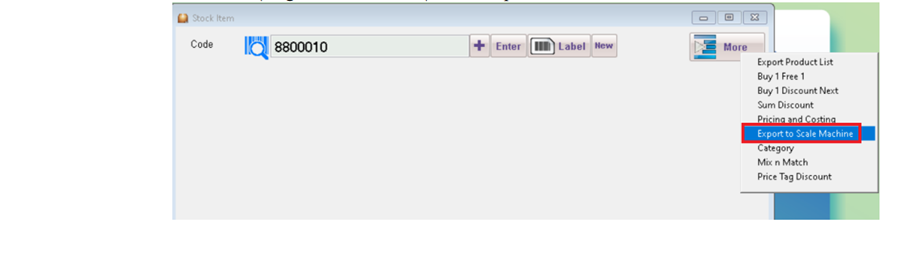 Stock Item
Code
8800010
Enter
Label
New
More
Export Product List
Buy 1 Free 1
Buy 1 Discount Next
Sum Discount
Pricing and Costing
Export to Scale Machine
Category
Mix n Match
Price Tag Discount